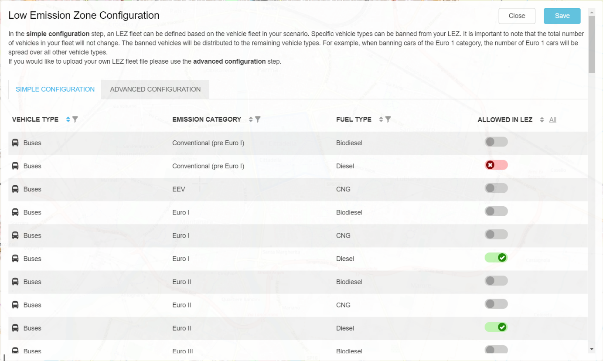 Low Emission Zone Configuration
Close
Save
In the simple configuration step, an LEZ fleet can be defined based on the vehicle fleet in your scenario. Specific vehicle types can be banned from your LEZ. It is important to note that the total number
of vehicles in your fleet will not change. The banned vehicles will be distributed to the remaining vehicle types. For example, when banning cars of the Euro 1 category, the number of Euro 1 cars will be
spread over all other vehicle types.
If you would like to upload your own LEZ fleet file please use the advanced configuration step.
SIMPLE CONFIGURATION ADVANCED CONFIGURATION
VEHICLE TYPE EMISSION CATEGORY FUEL TYPE ALLOWED IN LEZ All
Buses Conventional (pre Euro I) Biodiesel
Buses Conventional (pre Euro I) Diesel
Buses EEV CNG
Buses Euro I Biodiesel
Buses Euro I CNG
Buses Euro I Diesel
Buses Euro II Biodiesel
Buses Euro II CNG
Buses Euro II Diesel
Buses Euro III Biodiesel